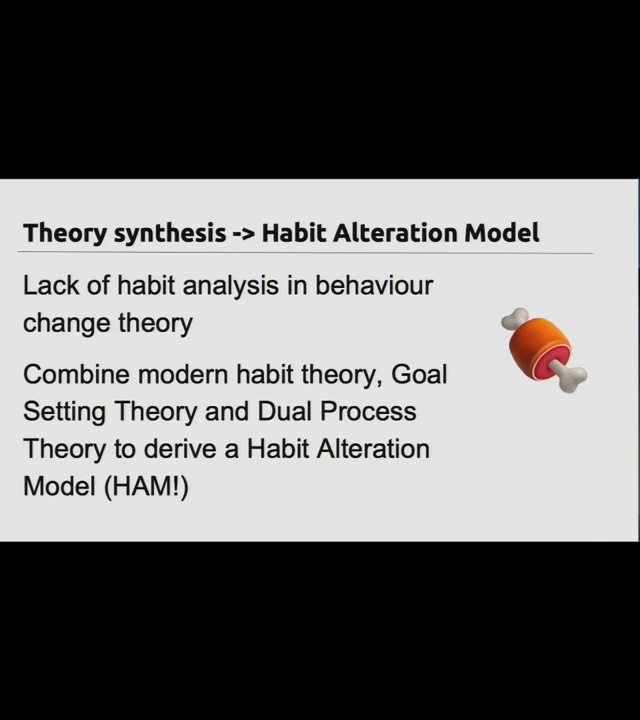 Theory synthesis -> Habit Alteration Model
Lack of habit analysis in behaviour
change theory
Combine modern habit theory, Goal
Setting Theory and Dual Process
Theory to derive a Habit Alteration
Model (HAM!)